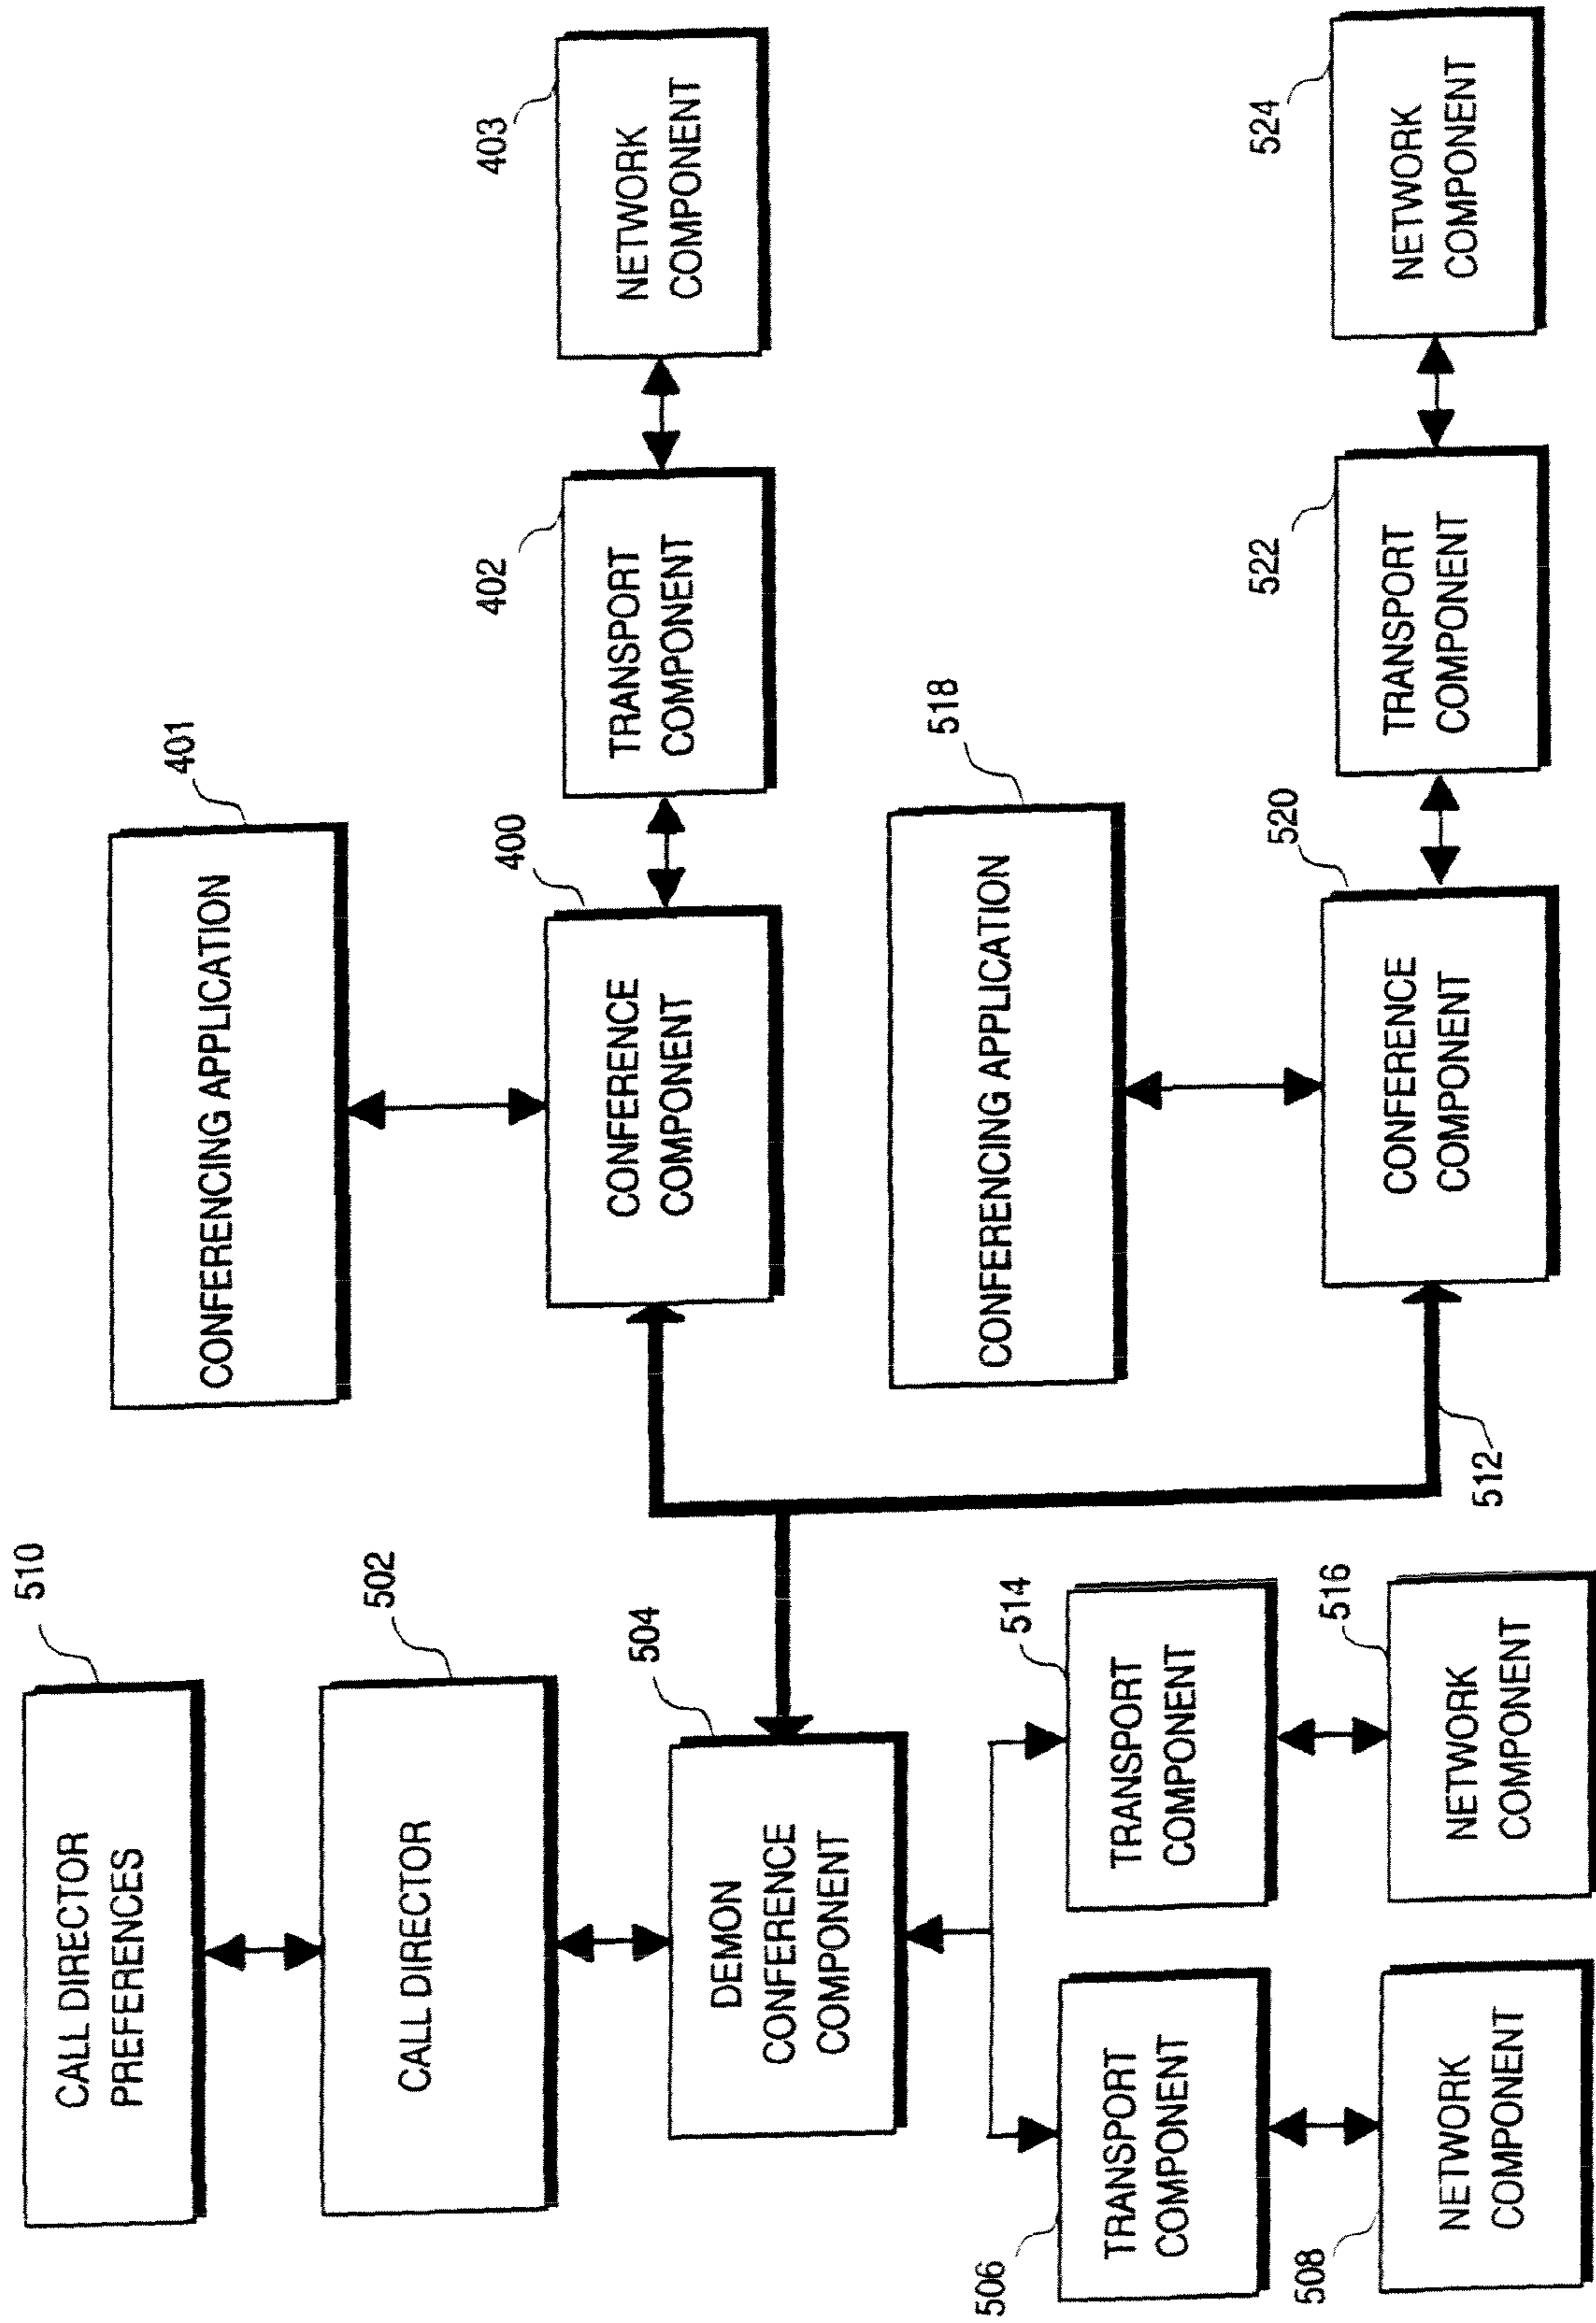 510
CALL DIRECTOR
PREFERENCES
502
CALL DIRECTOR
504
DEMON
CONFERENCE
COMPONENT
506
TRANSPORT
COMPONENT
514
TRANSPORT
COMPONENT
508
NETWORK
COMPONENT
516
NETWORK
COMPONENT
512
401
CONFERENCING APPLICATION
400
CONFERENCE
COMPONENT
402
TRANSPORT
COMPONENT
403
NETWORK
COMPONENT
518
CONFERENCING APPLICATION
520
CONFERENCE
COMPONENT
522
TRANSPORT
COMPONENT
524
NETWORK
COMPONENT